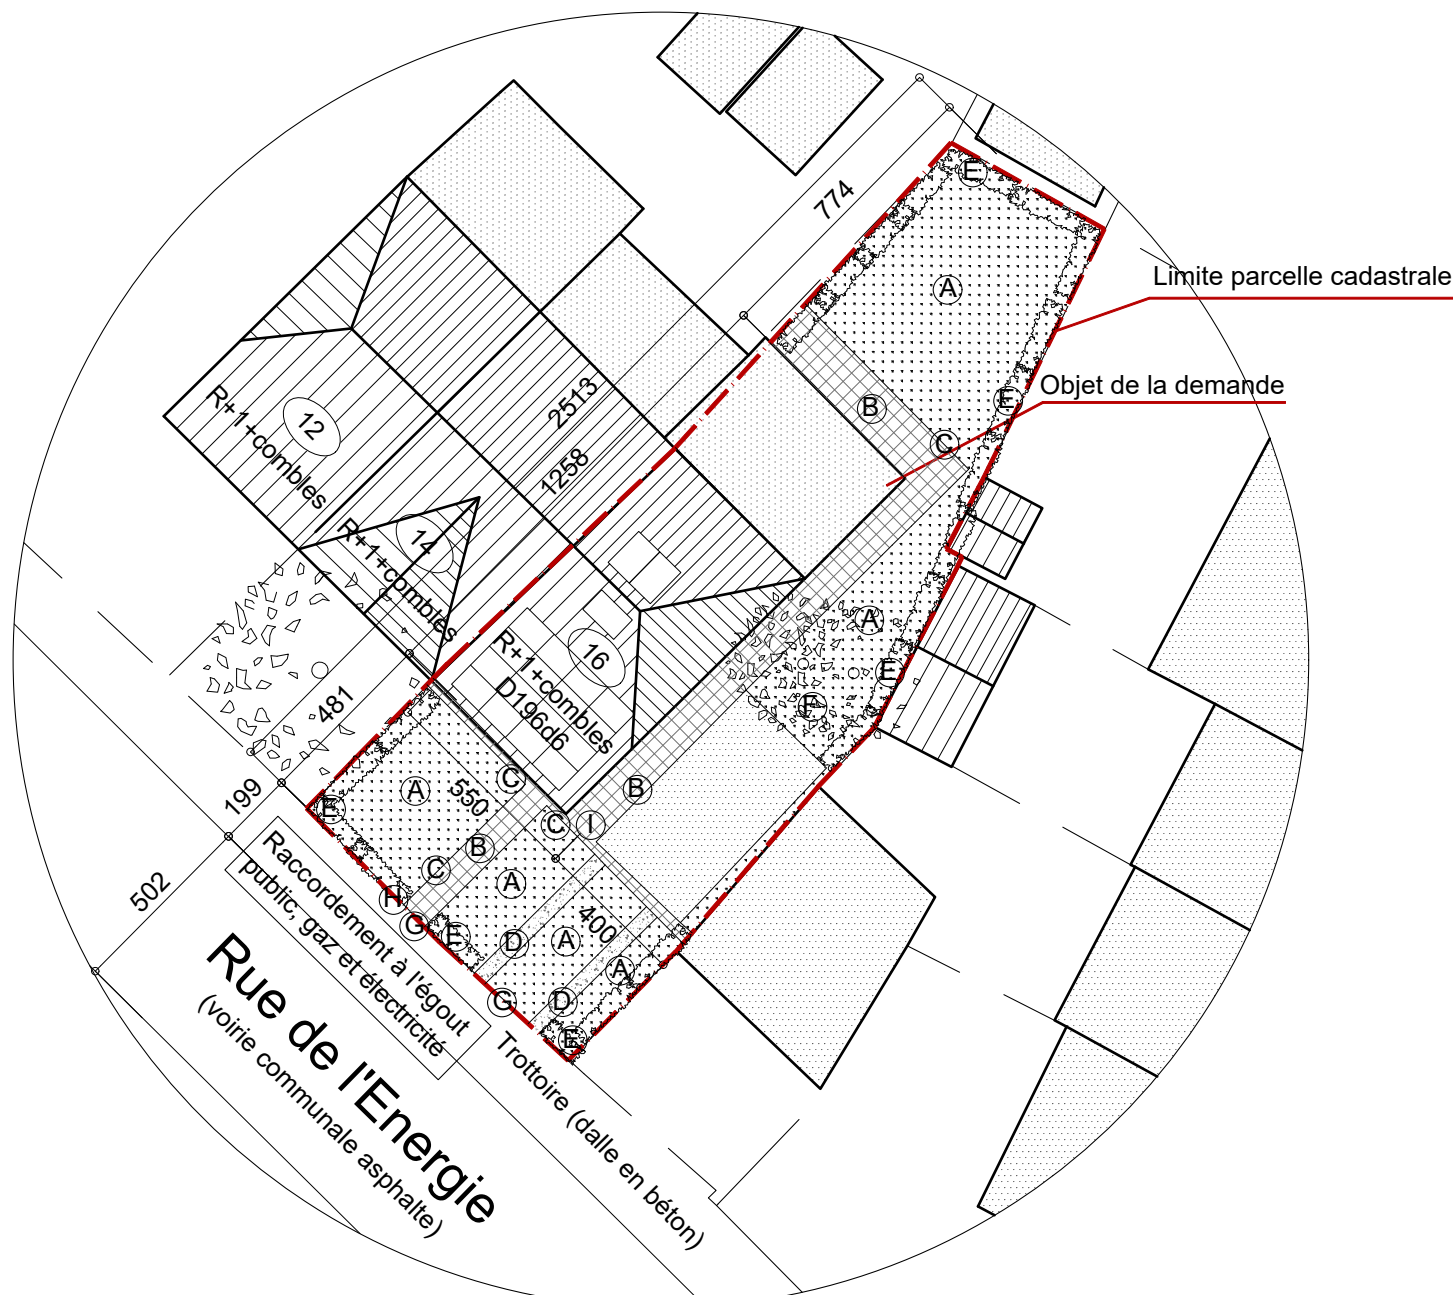 E
774
A
Limite parcelle cadastrale
Objet de la demande
E
B
C
2513
12
R+1+combles
1258
14
R+1+combles
A
16
R+1+combles
D196d6
E
F
481
C
550
A
B
199
E
C
I
B
C
A
502
H
G
E
D
400
A
A
G
D
E
Raccordement à l'égout
public, gaz et électricité
Rue de l'Energie
(voirie communale asphalte)
Trottoire (dalle en béton)